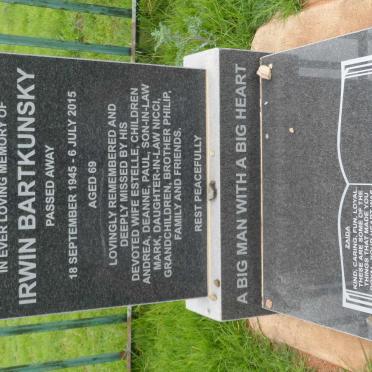 IN EVER LOVING MEMORY OF
IRWIN BARTKUNSKY
PASSED AWAY
18 SEPTEMBER 1945 - 6 JULY 2015
AGED 69
LOVINGLY REMEMBERED AND
DEEPLY MISSED BY HIS
DEVOTED WIFE ESTELLE, CHILDREN
ANDREA, DEANNE, PAUL, SON-IN-LAW
MARK, DAUGHTER-IN-LAW NICCI,
GRANDCHILDREN, BROTHER PHILIP,
FAMILY AND FRIENDS.
REST PEACEFULLY
A BIG MAN WITH A BIG HEART
ZAIDA
KIND, CARING, FUN, LOYAL,
THESE ARE SOME OF THE
THINGS THAT MADE YOU